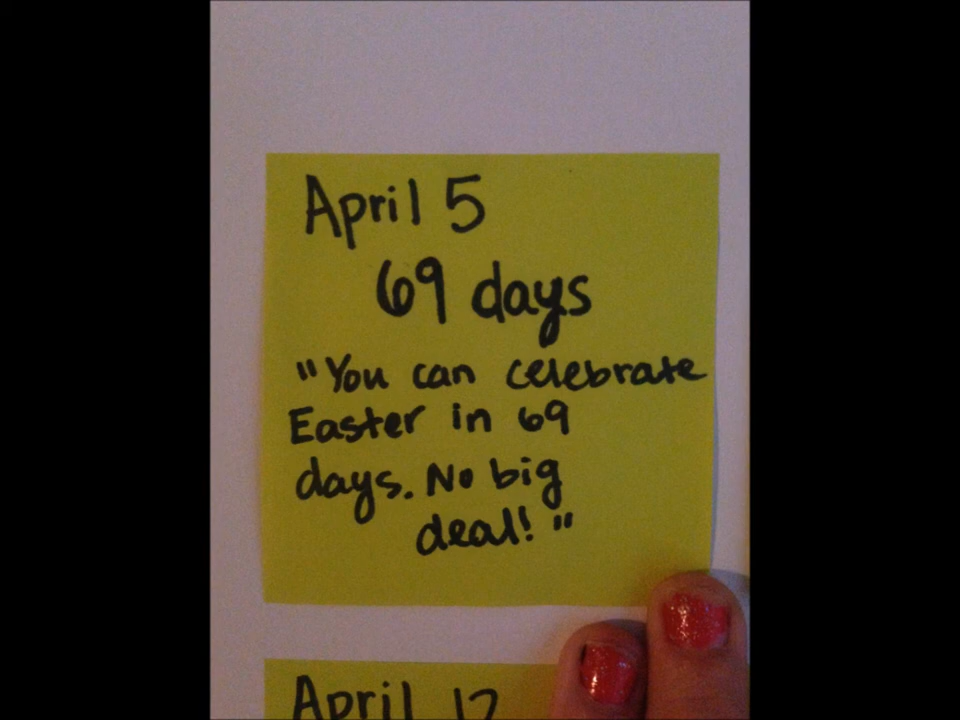 April 5
69 days
"You can celebrate
Easter in 69
days. No big
deal!"
April 12